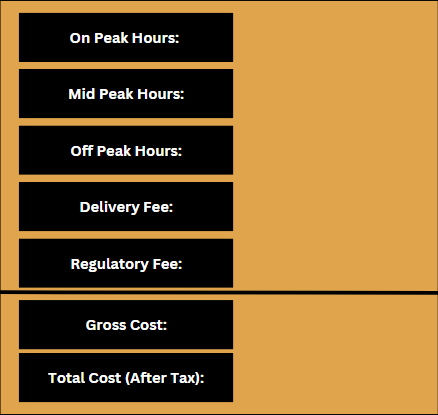 On Peak Hours:
Mid Peak Hours:
Off Peak Hours:
Delivery Fee:
Regulatory Fee:
Gross Cost:
Total Cost (After Tax):